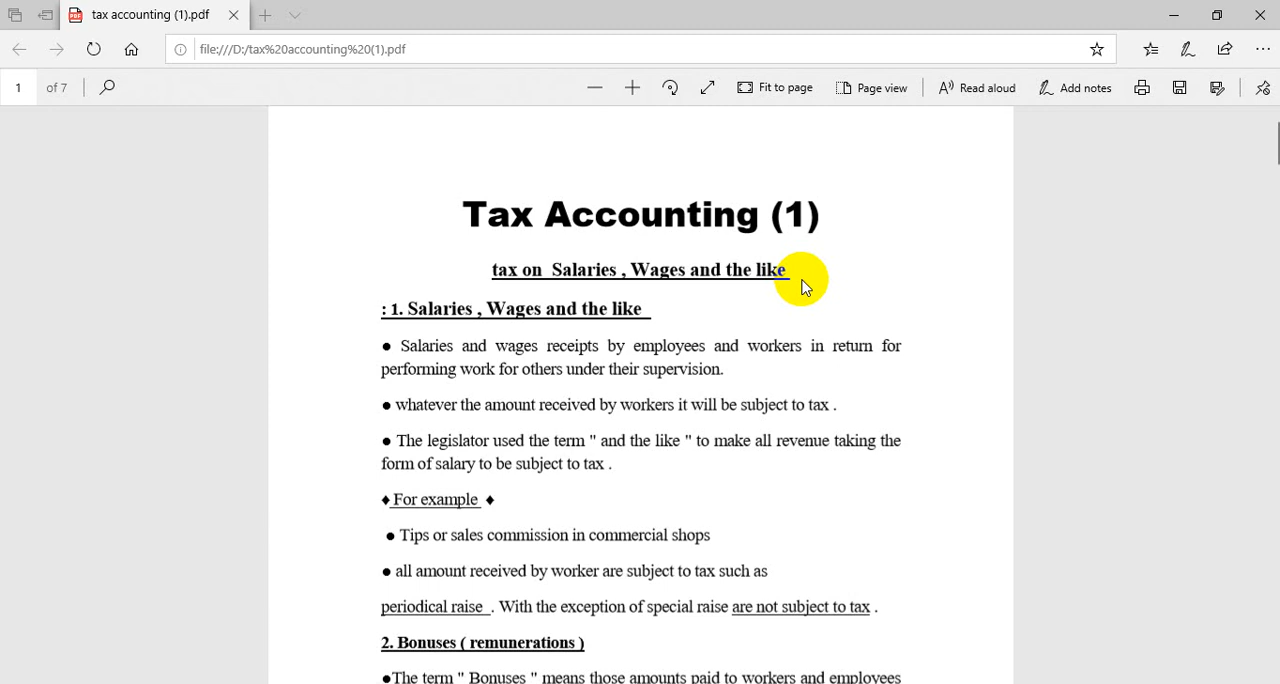 tax accounting (1).pdf
file:///D:/tax%20accounting%20(1).pdf
1 of 7 Fit to page Page view Read aloud Add notes
Tax Accounting (1)
tax on Salaries , Wages and the like
: 1. Salaries , Wages and the like
● Salaries and wages receipts by employees and workers in return for
performing work for others under their supervision.
● whatever the amount received by workers it will be subject to tax .
● The legislator used the term " and the like " to make all revenue taking the
form of salary to be subject to tax .
♦ For example ♦
● Tips or sales commission in commercial shops
● all amount received by worker are subject to tax such as
periodical raise . With the exception of special raise are not subject to tax .
2. Bonuses ( remunerations )
●The term " Bonuses " means those amounts paid to workers and employees